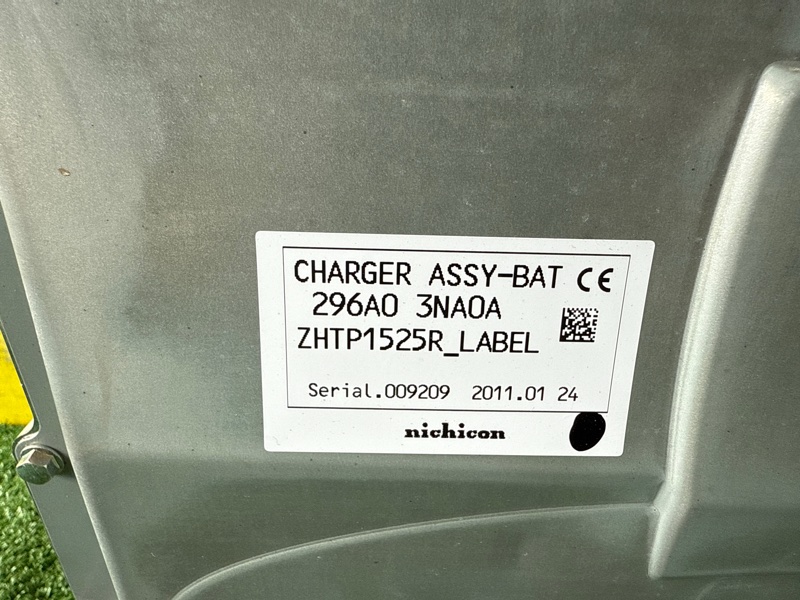 CHARGER ASSY-BAT CE
296A0 3NA0A
ZHTP1525R_LABEL
Serial.009209 2011.01 24
nichicon